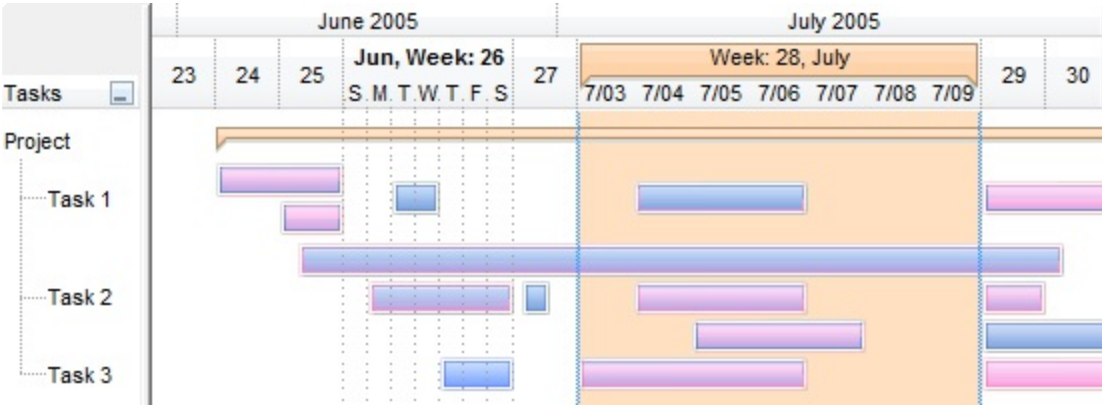 June 2005 July 2005
23 24 25 Jun, Week: 26 27 Week: 28, July 29 30
Tasks S M T W T F S 7/03 7/04 7/05 7/06 7/07 7/08 7/09
Project
Task 1
Task 2
Task 3